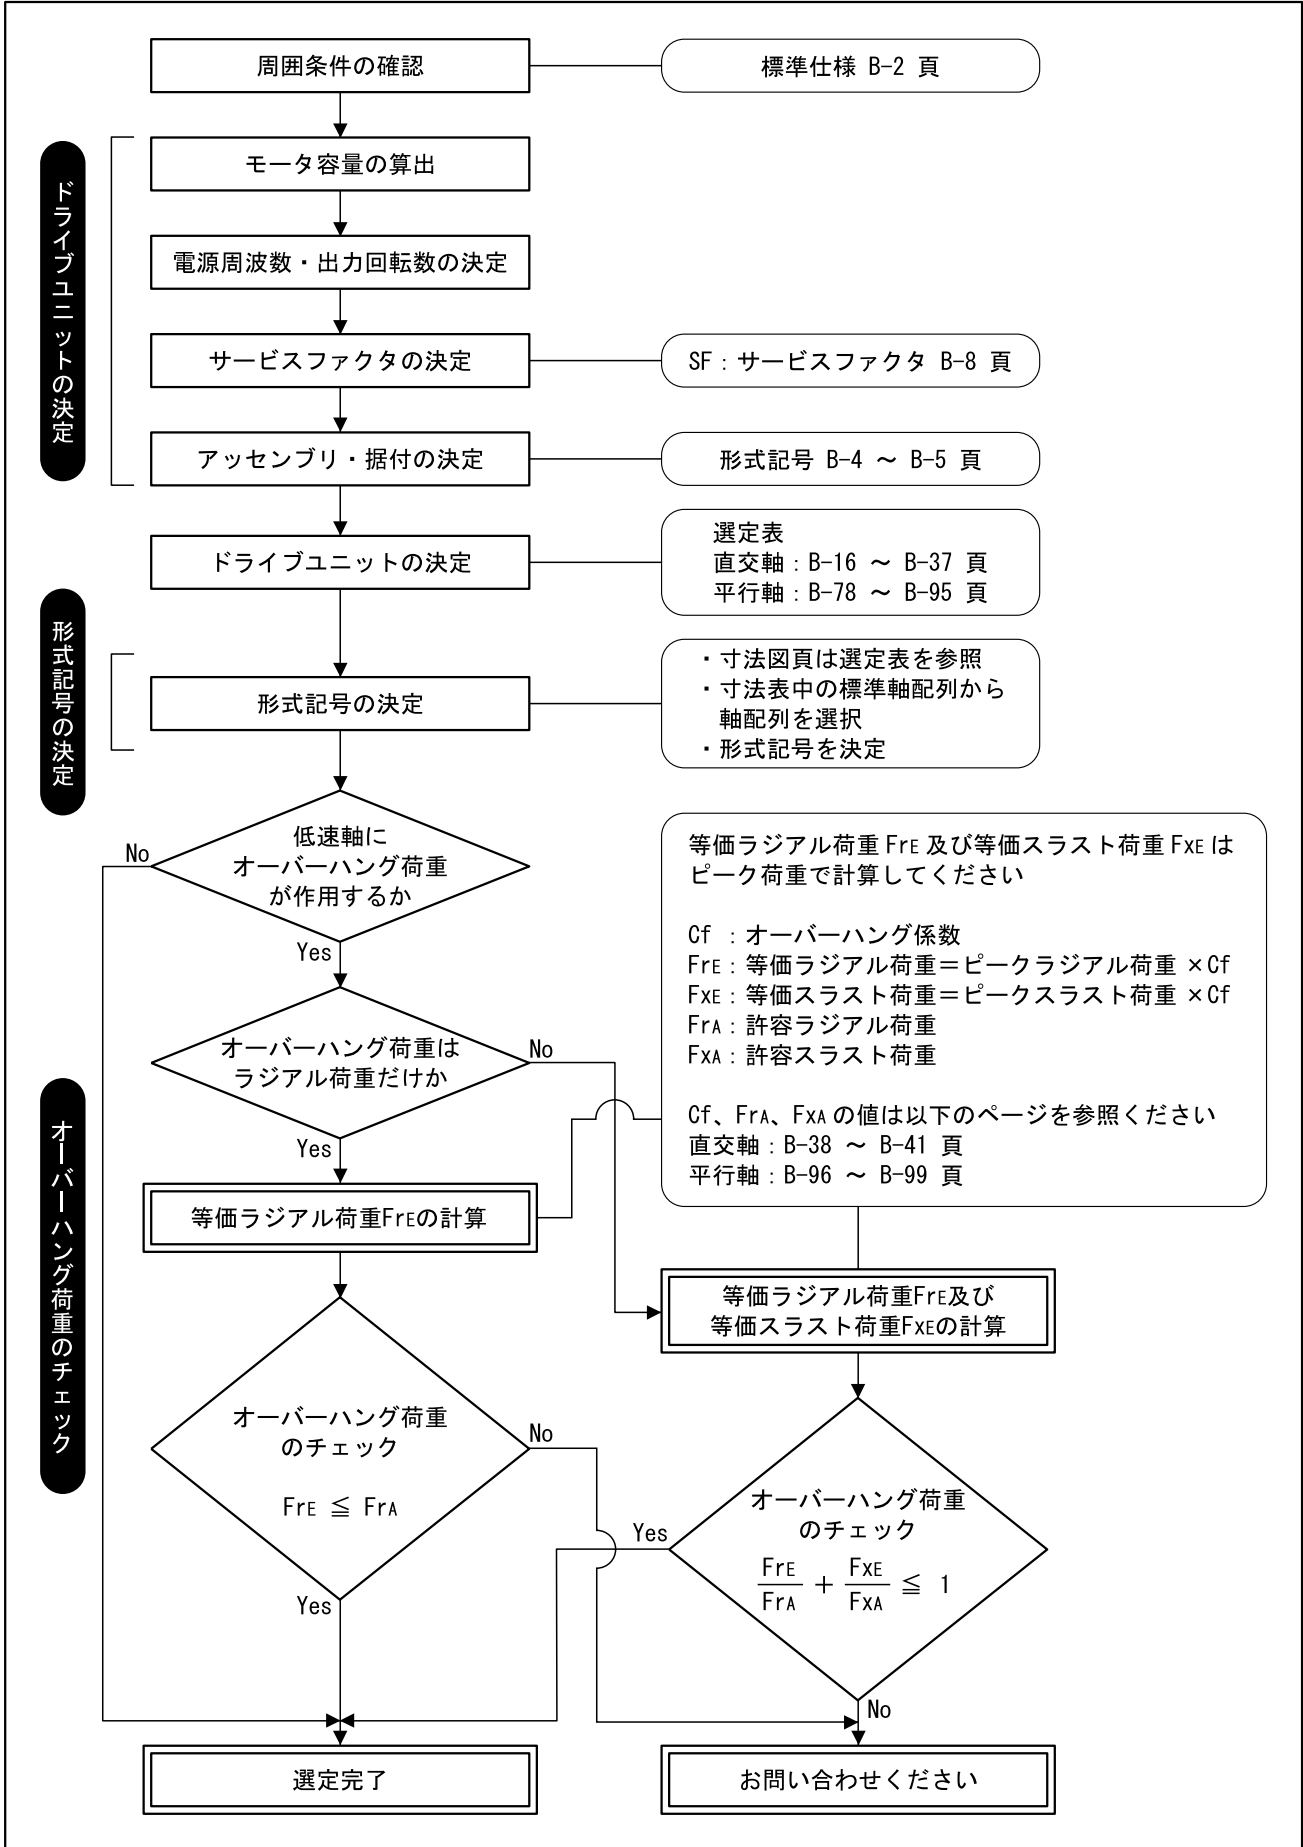 周囲条件の確認
標準仕様 B-2 頁
ドライブユニットの決定
モータ容量の算出
電源周波数・出力回転数の決定
サービスファクタの決定
SF:サービスファクタ B-8 頁
アッセンブリ・据付の決定
形式記号 B-4 ~ B-5 頁
ドライブユニットの決定
選定表
直交軸:B-16 ~ B-37 頁
平行軸:B-78 ~ B-95 頁
形式記号の決定
形式記号の決定
・寸法図頁は選定表を参照
・寸法表中の標準軸配列から
軸配列を選択
・形式記号を決定
オーバーハング荷重のチェック
低速軸に
オーバーハング荷重
が作用するか
No
Yes
オーバーハング荷重は
ラジアル荷重だけか
No
Yes
等価ラジアル荷重 FrE 及び等価スラスト荷重 FxE は
ピーク荷重で計算してください
Cf :オーバーハング係数
FrE:等価ラジアル荷重=ピークラジアル荷重 ×Cf
FxE:等価スラスト荷重=ピークスラスト荷重 ×Cf
FrA:許容ラジアル荷重
FxA:許容スラスト荷重
Cf、FrA、FxA の値は以下のページを参照ください
直交軸:B-38 ~ B-41 頁
平行軸:B-96 ~ B-99 頁
等価ラジアル荷重FrEの計算
等価ラジアル荷重FrE及び
等価スラスト荷重FxEの計算
オーバーハング荷重
のチェック
FrE ≦ FrA
No
Yes
オーバーハング荷重
のチェック
FrE/FrA + FxE/FxA ≦ 1
Yes
No
選定完了
お問い合わせください